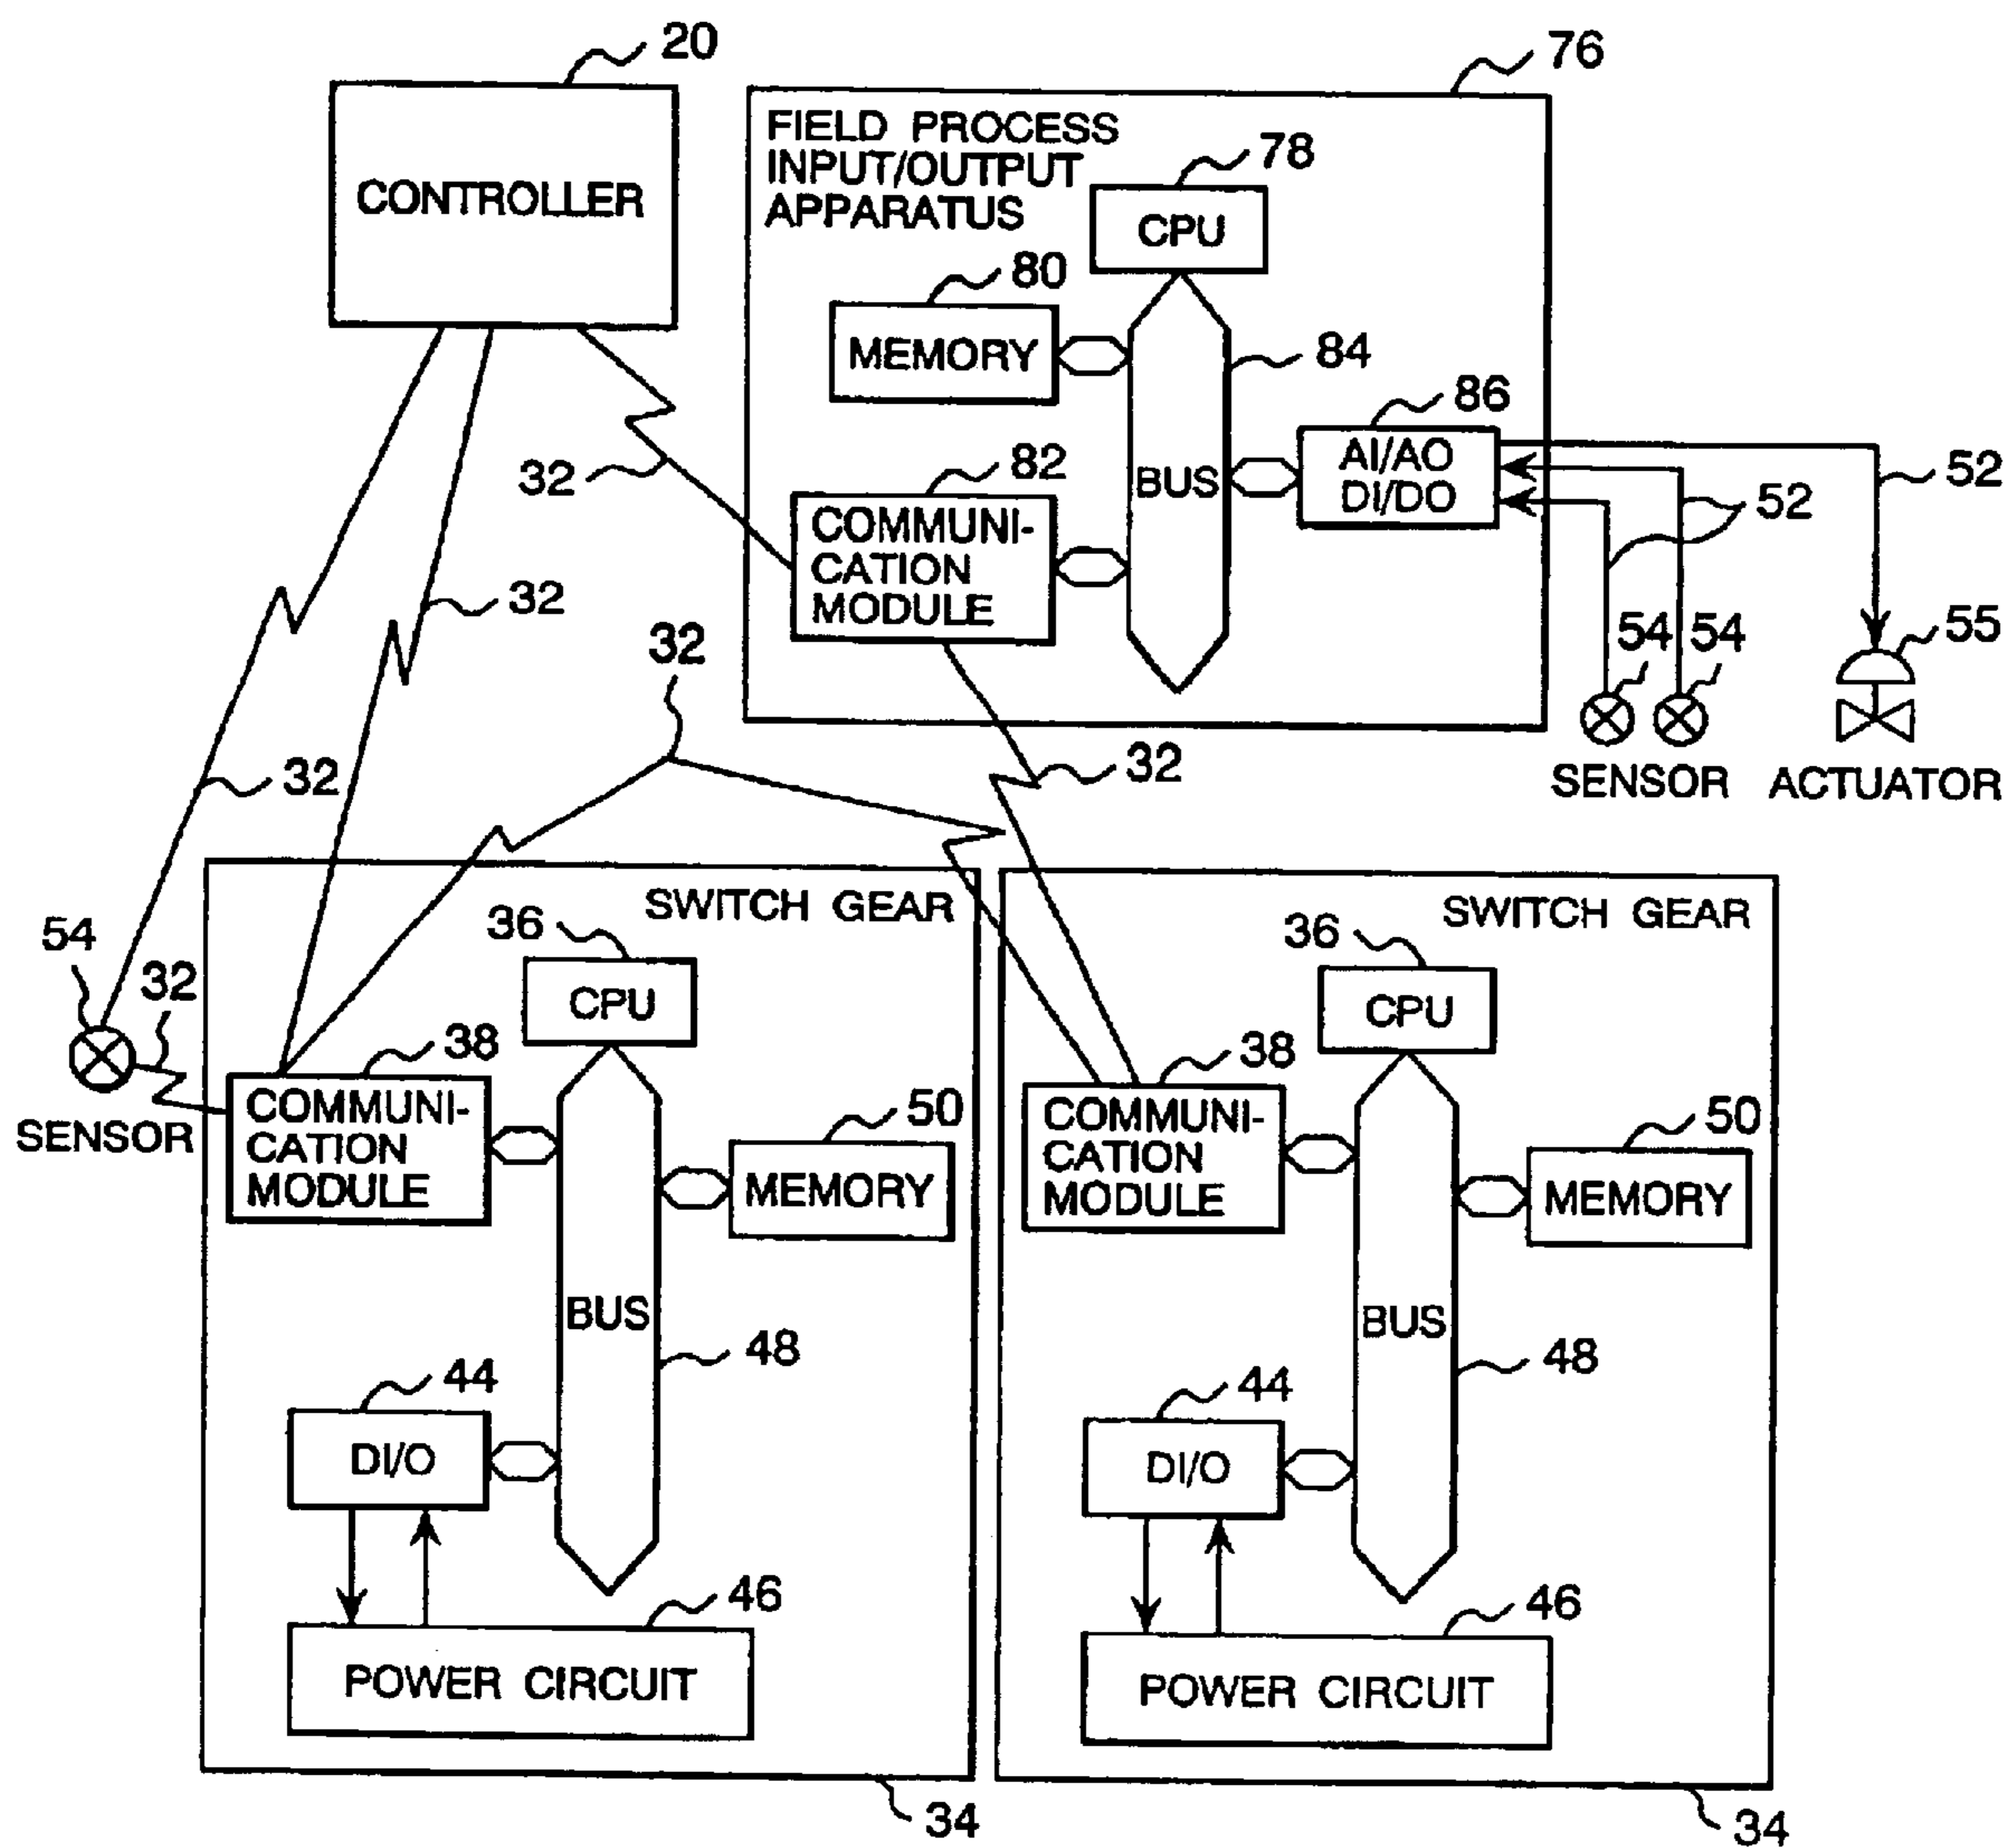 20
CONTROLLER
76
FIELD PROCESS
INPUT/OUTPUT
APPARATUS
78
CPU
80
MEMORY
84
BUS
86
AI/AO
DI/DO
82
COMMUNI-
CATION
MODULE
32
52
52
54
54
55
SENSOR
ACTUATOR
32
32
32
32
54
32
SENSOR
SWITCH GEAR
36
CPU
38
COMMUNI-
CATION
MODULE
50
MEMORY
BUS
48
44
DI/O
46
POWER CIRCUIT
34
SWITCH GEAR
36
CPU
38
COMMUNI-
CATION
MODULE
50
MEMORY
BUS
48
44
DI/O
46
POWER CIRCUIT
34